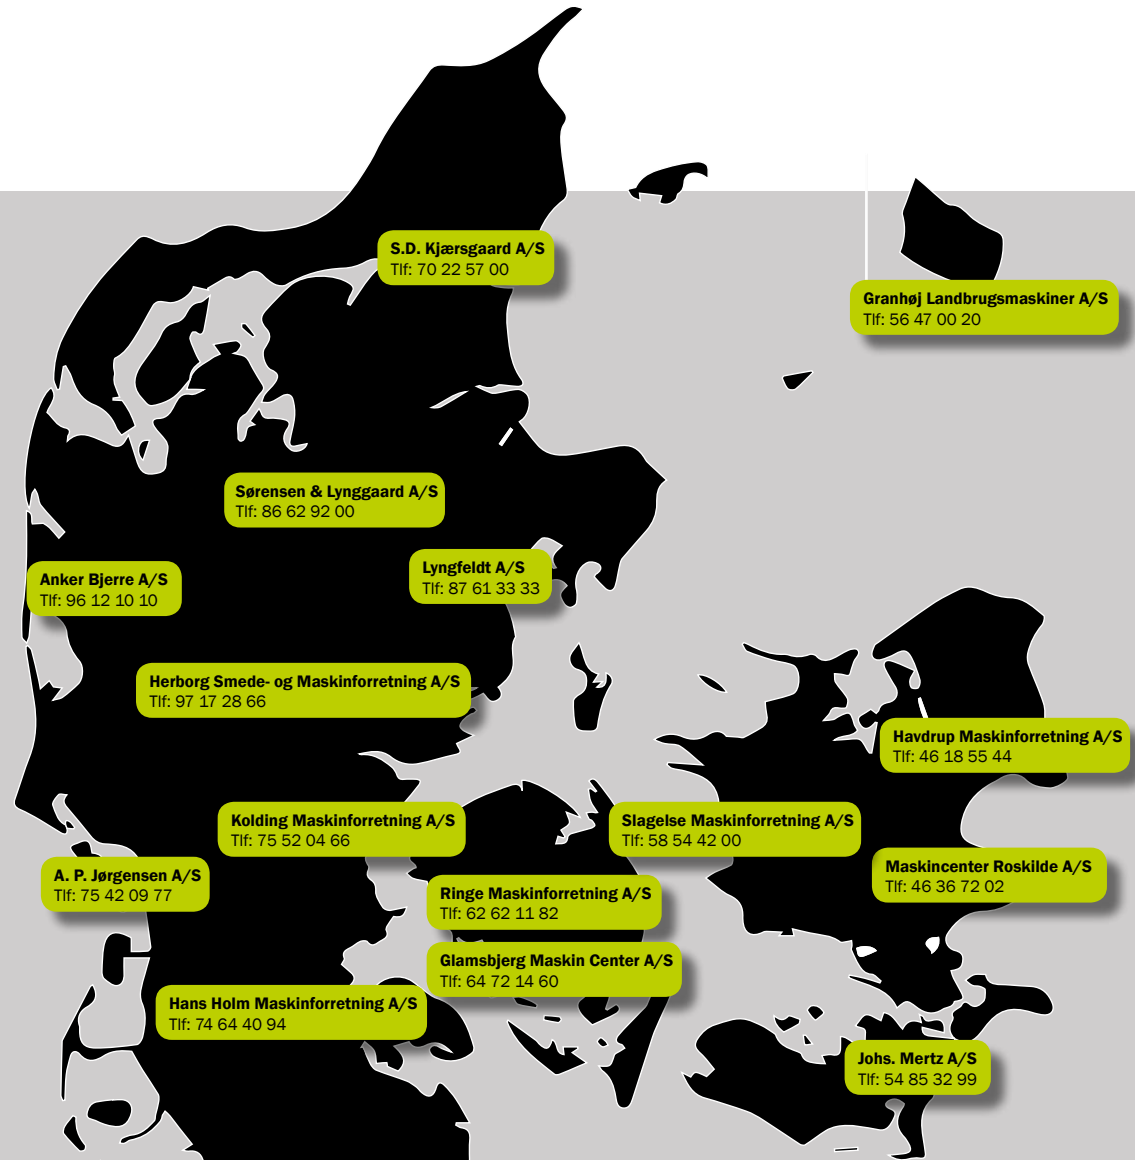 S.D. Kjærsgaard A/S
Tlf: 70 22 57 00
Granhøj Landbrugsmaskiner A/S
Tlf: 56 47 00 20
Sørensen & Lynggaard A/S
Tlf: 86 62 92 00
Lyngfeldt A/S
Tlf: 87 61 33 33
Anker Bjerre A/S
Tlf: 96 12 10 10
Herborg Smede- og Maskinforretning A/S
Tlf: 97 17 28 66
Havdrup Maskinforretning A/S
Tlf: 46 18 55 44
Kolding Maskinforretning A/S
Tlf: 75 52 04 66
Slagelse Maskinforretning A/S
Tlf: 58 54 42 00
Maskincenter Roskilde A/S
Tlf: 46 36 72 02
A. P. Jørgensen A/S
Tlf: 75 42 09 77
Ringe Maskinforretning A/S
Tlf: 62 62 11 82
Glamsbjerg Maskin Center A/S
Tlf: 64 72 14 60
Hans Holm Maskinforretning A/S
Tlf: 74 64 40 94
Johs. Mertz A/S
Tlf: 54 85 32 99